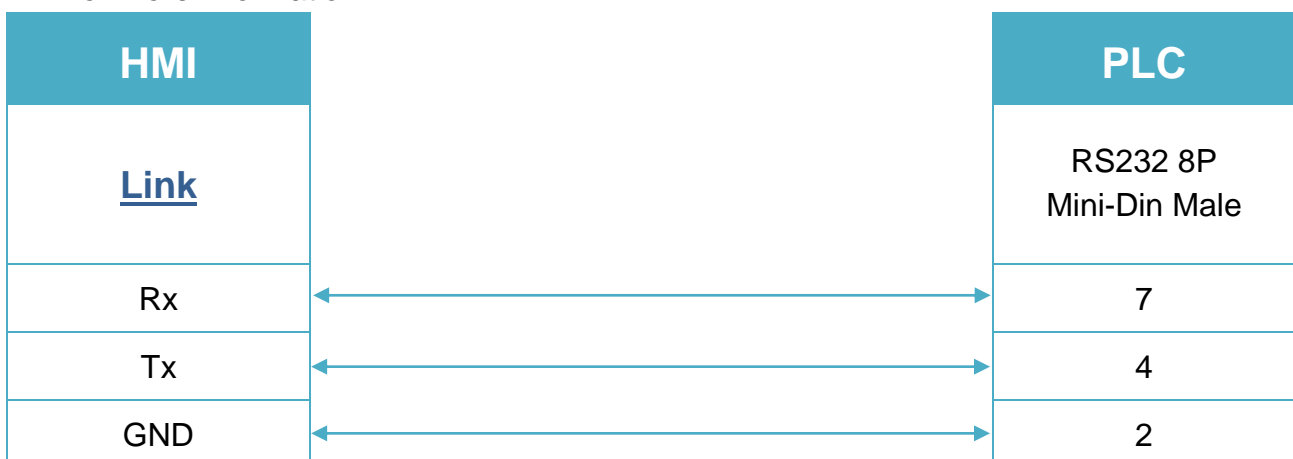 HMI PLC
Link RS232 8P
Mini-Din Male
Rx 7
Tx 4
GND 2